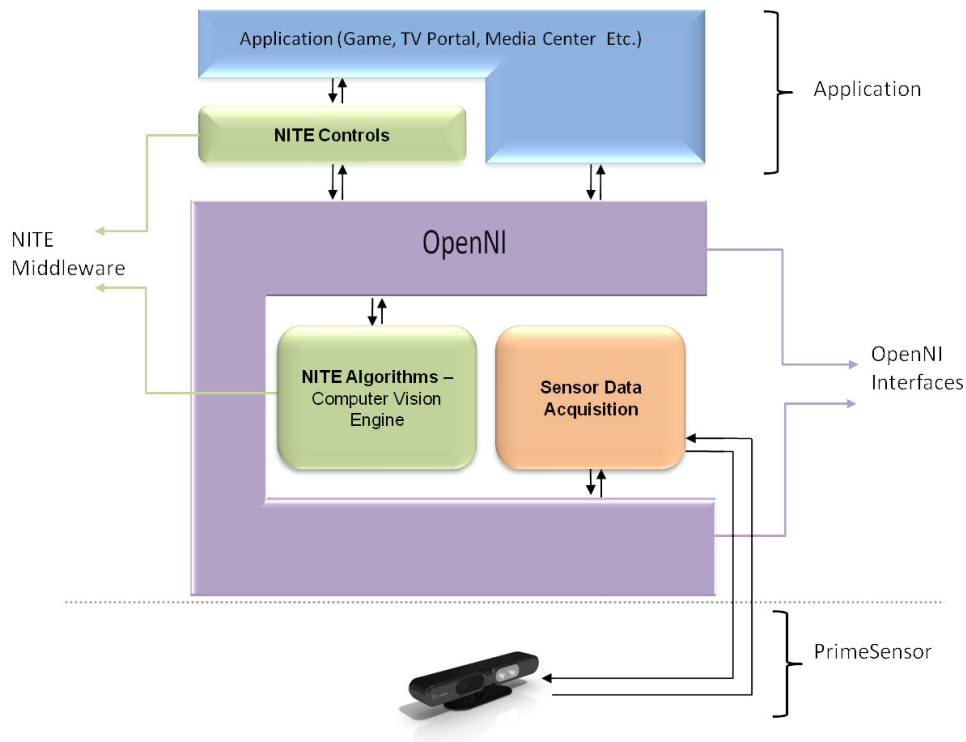 Application (Game, TV Portal, Media Center Etc.)
Application
NITE Controls
NITE
Middleware
OpenNI
OpenNI
Interfaces
NITE Algorithms –
Computer Vision
Engine
Sensor Data
Acquisition
PrimeSensor